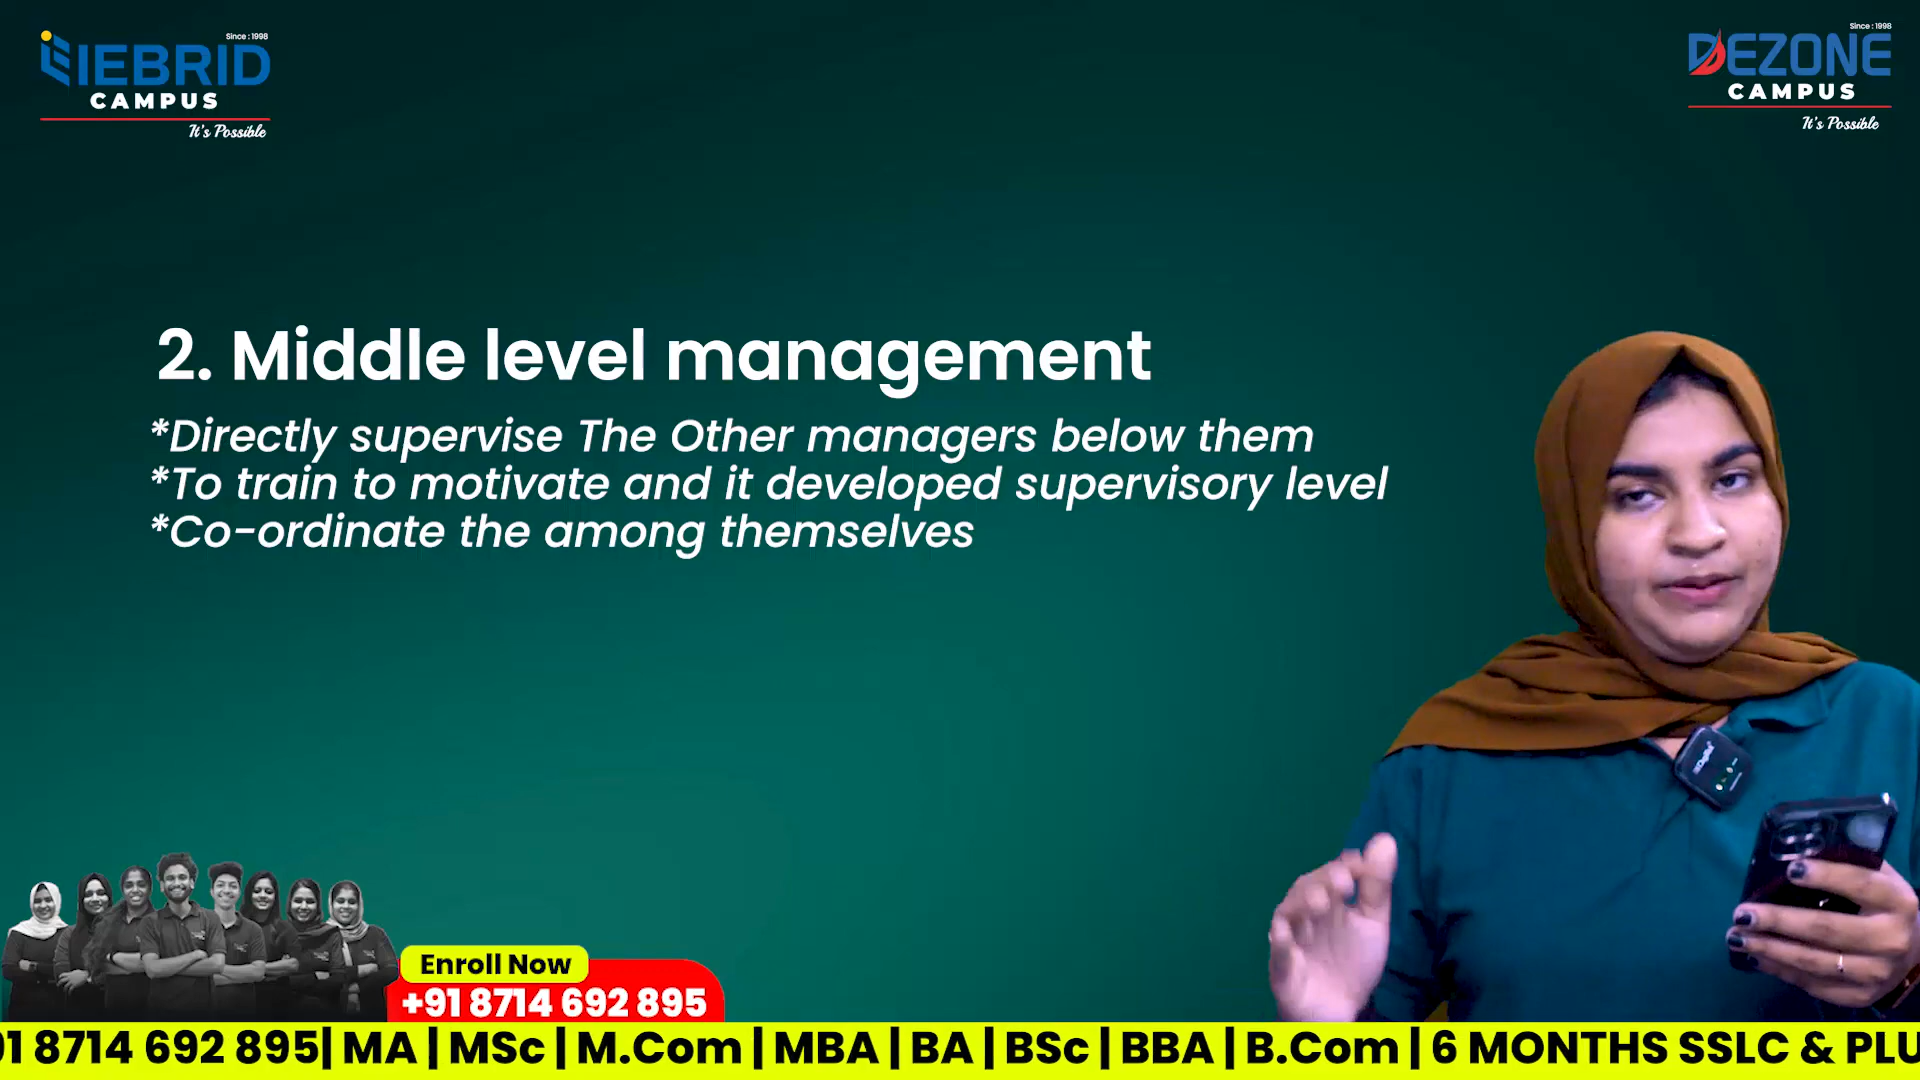 Since : 1998
HIEBRID
CAMPUS
It's Possible
Since : 1998
DEZONE
CAMPUS
It's Possible
2. Middle level management
*Directly supervise The Other managers below them
*To train to motivate and it developed supervisory level
*Co-ordinate the among themselves
Enroll Now
+91 8714 692 895
91 8714 692 895| MA | MSc | M.Com | MBA | BA | BSc | BBA | B.Com | 6 MONTHS SSLC & PLU